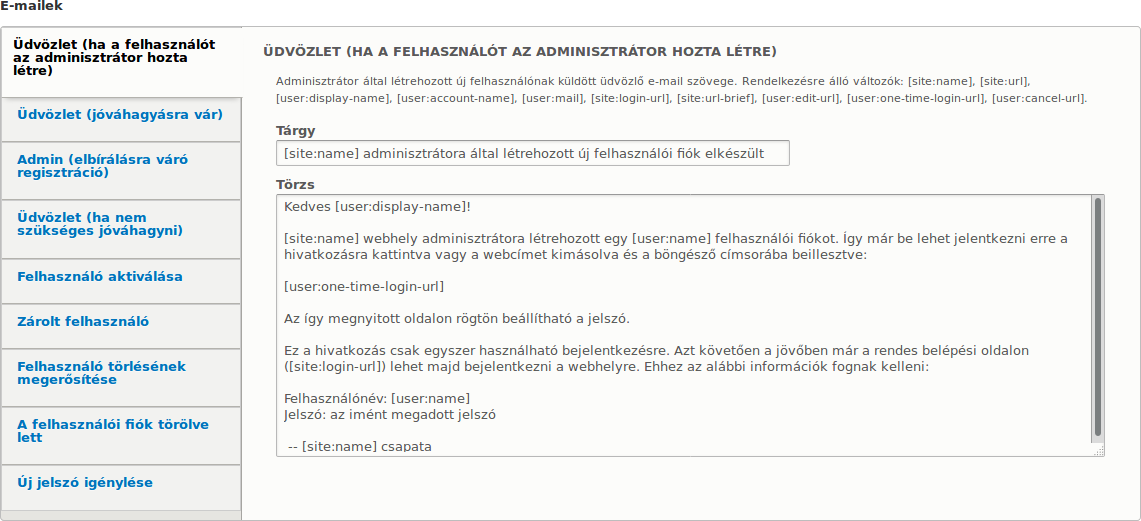 E-mailek
Üdvözlet (ha a felhasználót
az adminisztrátor hozta
létre)
Üdvözlet (jóváhagyásra vár)
Admin (elbírálásra váró
regisztráció)
Üdvözlet (ha nem
szükséges jóváhagyni)
Felhasználó aktiválása
Zárolt felhasználó
Felhasználó törlésének
megerősítése
A felhasználói fiók törölve
lett
Új jelszó igénylése
ÜDVÖZLET (HA A FELHASZNÁLÓT AZ ADMINISZTRÁTOR HOZTA LÉTRE)
Adminisztrátor által létrehozott új felhasználónak küldött üdvözlő e-mail szövege. Rendelkezésre álló változók: [site:name], [site:url],
[user:display-name], [user:account-name], [user:mail], [site:login-url], [site:url-brief], [user:edit-url], [user:one-time-login-url], [user:cancel-url].
Tárgy
[site:name] adminisztrátora által létrehozott új felhasználói fiók elkészült
Törzs
Kedves [user:display-name]!
[site:name] webhely adminisztrátora létrehozott egy [user:name] felhasználói fiókot. Így már be lehet jelentkezni erre a
hivatkozásra kattintva vagy a webcímet kimásolva és a böngésző címsorába beillesztve:
[user:one-time-login-url]
Az így megnyitott oldalon rögtön beállítható a jelszó.
Ez a hivatkozás csak egyszer használható bejelentkezésre. Azt követően a jövőben már a rendes belépési oldalon
([site:login-url]) lehet majd bejelentkezni a webhelyre. Ehhez az alábbi információk fognak kelleni:
Felhasználónév: [user:name]
Jelszó: az imént megadott jelszó
-- [site:name] csapata